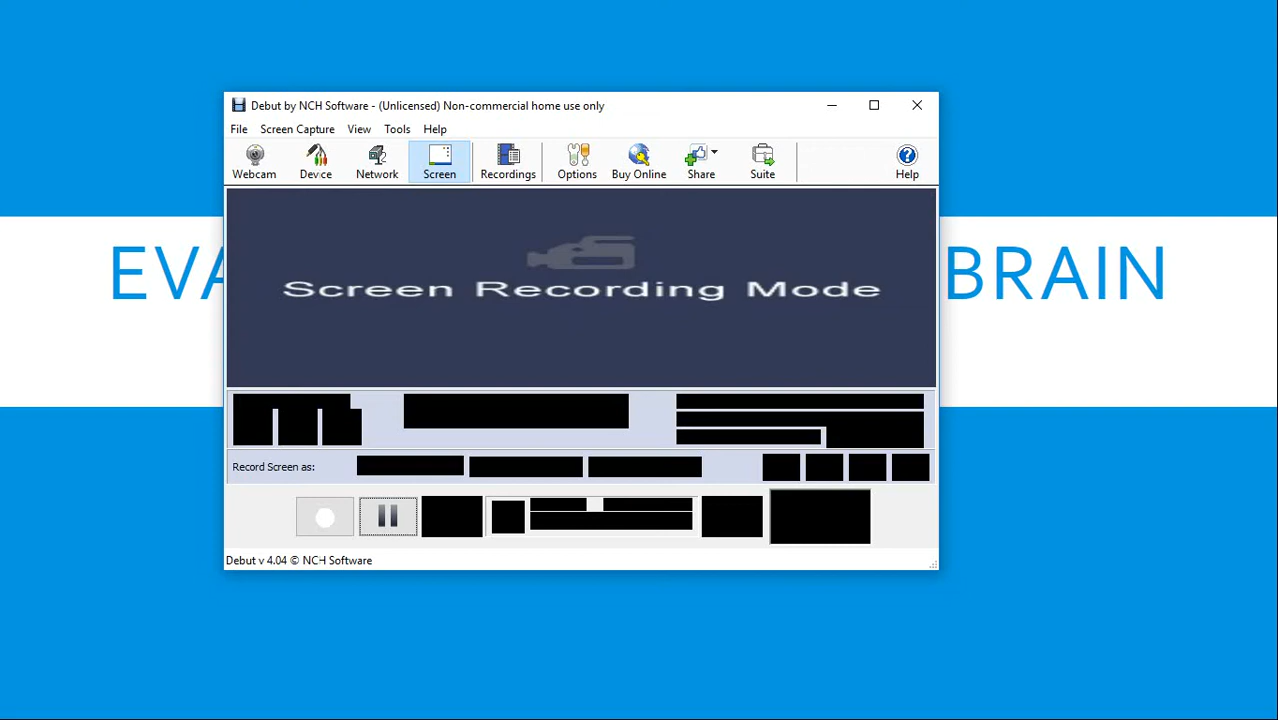 Debut by NCH Software - (Unlicensed) Non-commercial home use only
File Screen Capture View Tools Help
Webcam Device Network Screen Recordings Options Buy Online Share Suite Help
EVA BRAIN
Screen Recording Mode
Record Screen as:
Debut v 4.04 © NCH Software